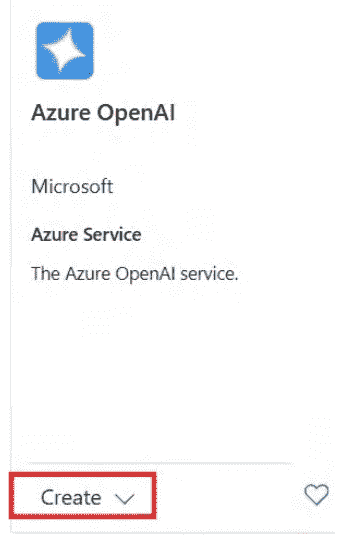 Azure OpenAI
Microsoft
Azure Service
The Azure OpenAI service.
Create